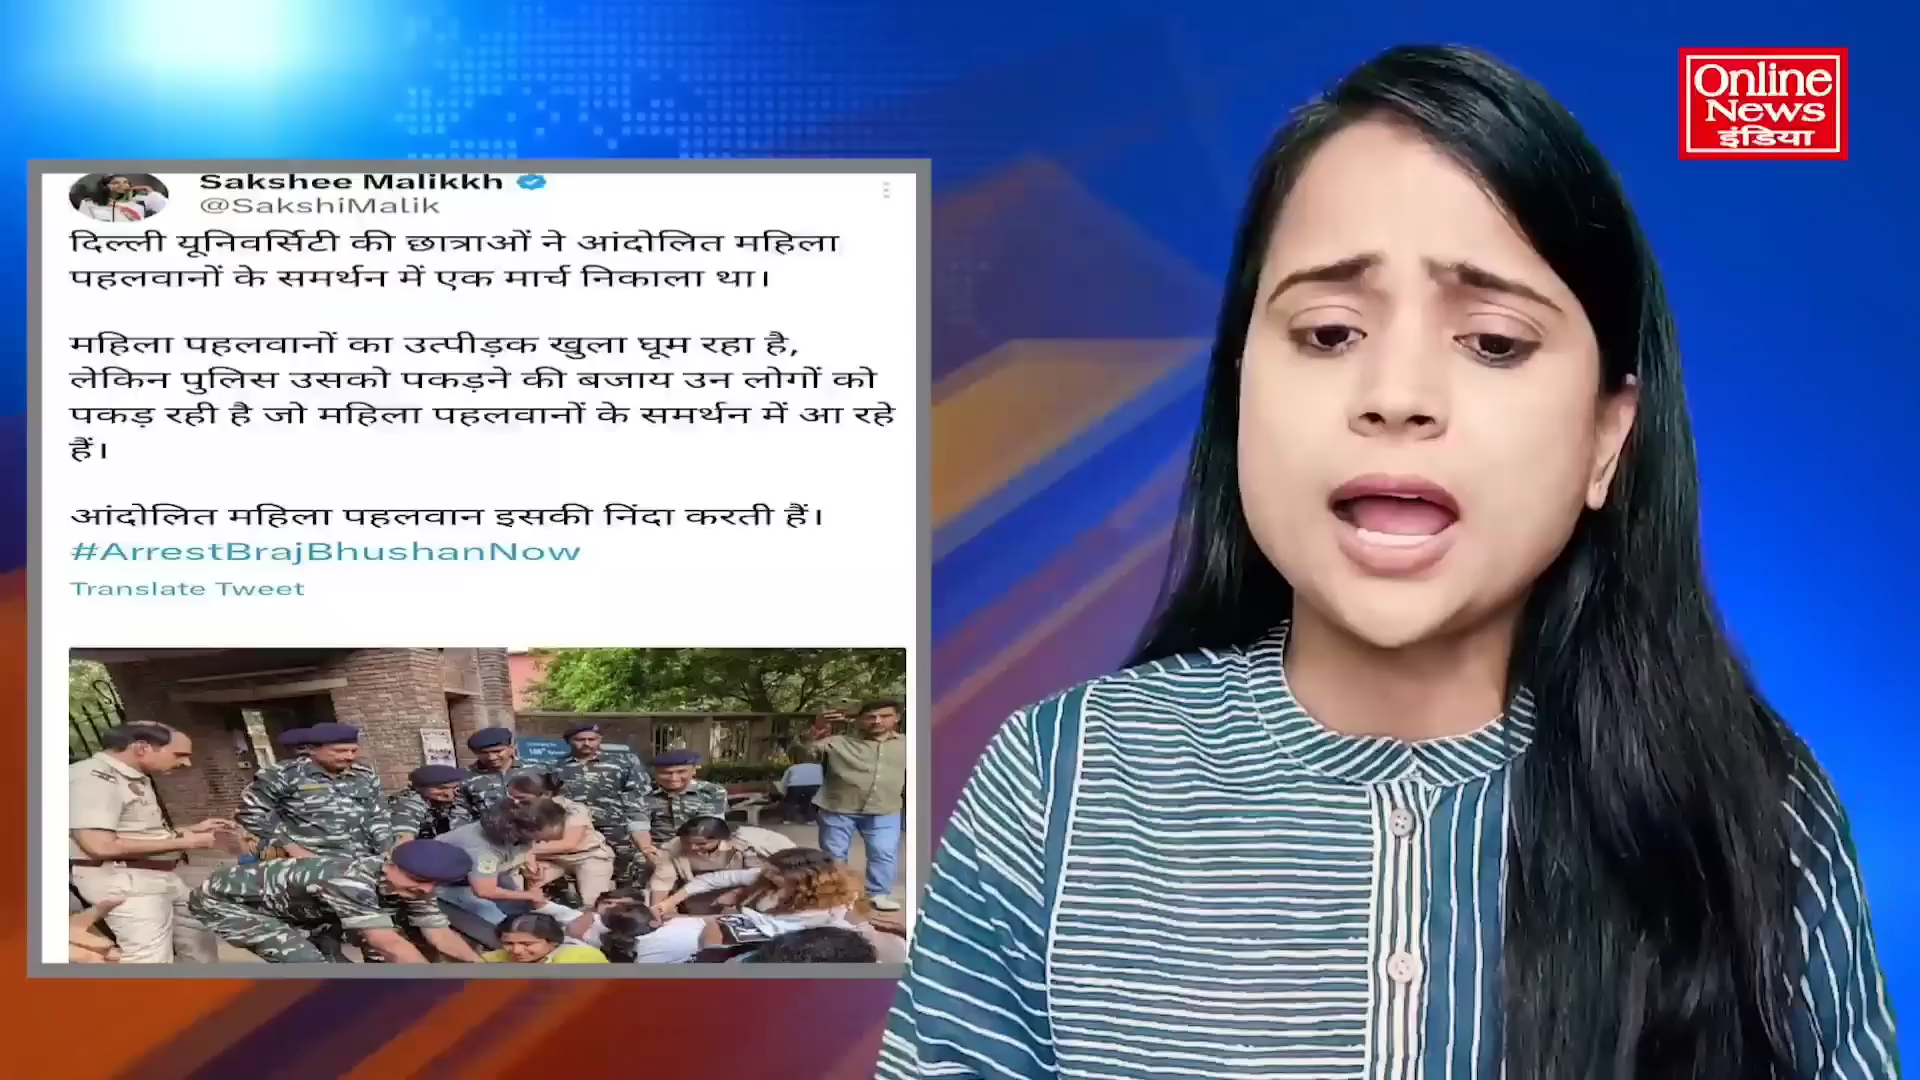 Online
News
इंडिया
Sakshee Malikkh
@SakshiMalik
दिल्ली यूनिवर्सिटी की छात्राओं ने आंदोलित महिला
पहलवानों के समर्थन में एक मार्च निकाला था।
महिला पहलवानों का उत्पीड़क खुला घूम रहा है,
लेकिन पुलिस उसको पकड़ने की बजाय उन लोगों को
पकड़ रही है जो महिला पहलवानों के समर्थन में आ रहे
हैं।
आंदोलित महिला पहलवान इसकी निंदा करती हैं।
#ArrestBrajBhushanNow
Translate Tweet